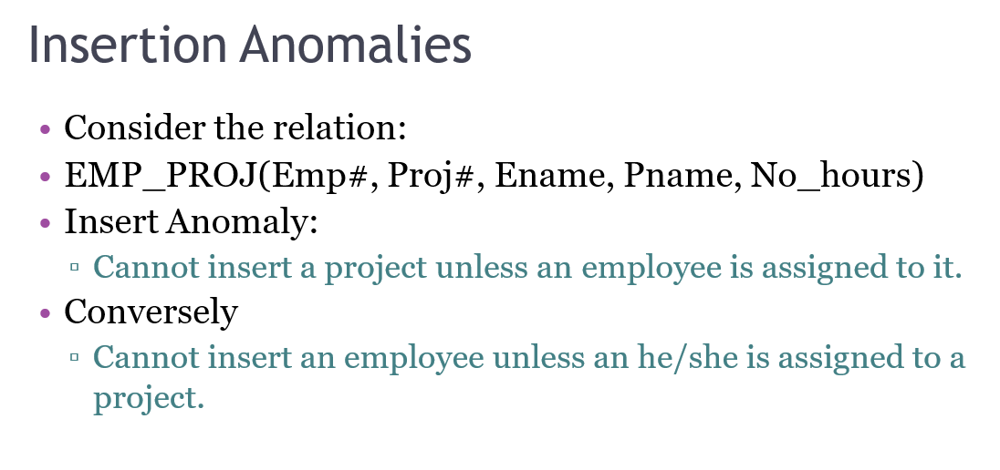 Insertion Anomalies
• Consider the relation:
• EMP_PROJ(Emp#, Proj#, Ename, Pname, No_hours)
• Insert Anomaly:
▫ Cannot insert a project unless an employee is assigned to it.
• Conversely
▫ Cannot insert an employee unless an he/she is assigned to a
project.